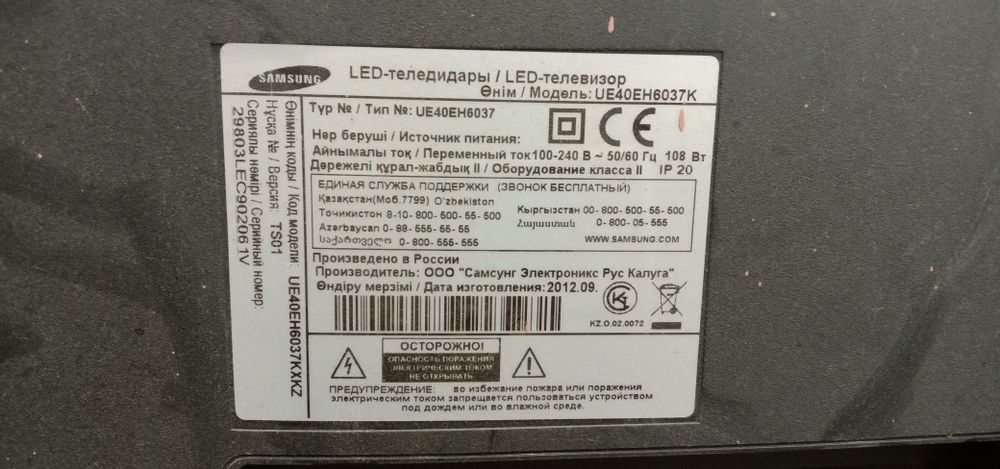 SAMSUNG
LED-теледидары / LED-телевизор
Өнім / Модель: UE40EH6037K
Түр № / Тип №: UE40EH6037
Нәр беруші / Источник питания:
Айнымалы тоқ / Переменный ток100-240 В ~ 50/60 Гц 108 Вт
Дәрежелі құрал-жабдық II / Оборудование класса II IP 20
CE
ЕДИНАЯ СЛУЖБА ПОДДЕРЖКИ (ЗВОНОК БЕСПЛАТНЫЙ)
Қазақстан(Моб.7799) O'zbekiston
Тоҷикистон 8-10-800-500-55-500
Кыргызстан 00-800-500-55-500
Azərbaycan 0-88-555-55-55
Հայաստան 0-800-05-555
საქართველო 0-800-555-555
WWW.SAMSUNG.COM
Произведено в России
Производитель: ООО "Самсунг Электроникс Рус Калуга"
Өндіру мерзімі / Дата изготовления:2012.09.
KZ.O.02.0072
ОСТОРОЖНО!
ОПАСНОСТЬ ПОРАЖЕНИЯ
ЭЛЕКТРИЧЕСКИМ ТОКОМ
НЕ ОТКРЫВАТЬ
ПРЕДУПРЕЖДЕНИЕ: во избежание пожара или поражения
электрическим током запрещается пользоваться устройством
под дождем или во влажной среде.
Өнімнің коды / Код модели UE40EH6037KXKZ
Нұсқа № / Версия: TS01
Сериялы нөмірі / Серийный номер:
29803LEC902061V